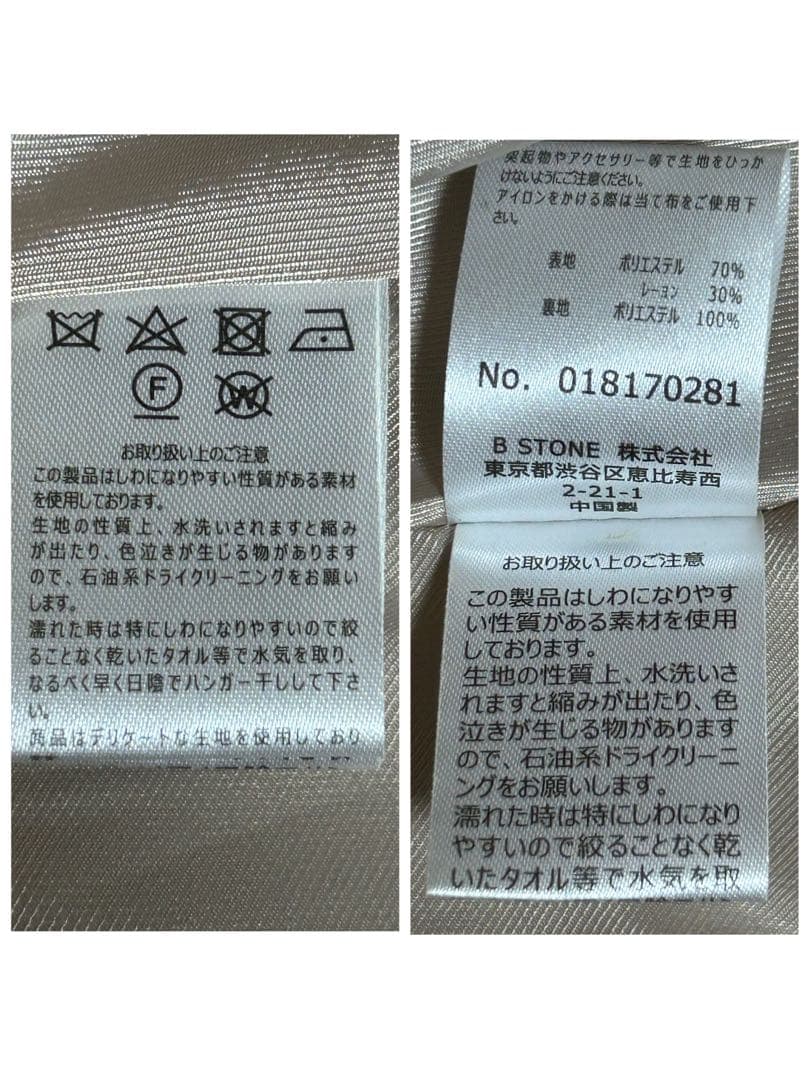 F
W
お取り扱い上のご注意
この製品はしわになりやすい性質がある素材
を使用しております。
生地の性質上、水洗いされますと縮み
が出たり、色泣きが生じる物があります
ので、石油系ドライクリーニングをお願い
します。
濡れた時は特にしわになりやすいので絞
ることなく乾いたタオル等で水気を取り、
なるべく早く日陰でハンガー干しして下さ
い。
商品はデリケートな生地を使用しており
突起物やアクセサリー等で生地をひっか
けないようにご注意ください。
アイロンをかける際は当て布をご使用下
さい。
表地 ポリエステル 70%
レーヨン 30%
裏地 ポリエステル 100%
No. 018170281
B STONE 株式会社
東京都渋谷区恵比寿西
2-21-1
中国製
お取り扱い上のご注意
この製品はしわになりやす
い性質がある素材を使用
しております。
生地の性質上、水洗いさ
れますと縮みが出たり、色
泣きが生じる物があります
ので、石油系ドライクリーニ
ングをお願いします。
濡れた時は特にしわになり
やすいので絞ることなく乾
いたタオル等で水気を取